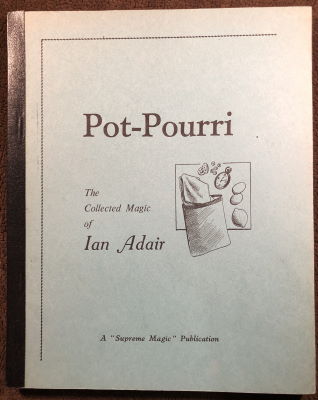 Pot-Pourri
The
Collected Magic
of
Ian Adair
A "Supreme Magic" Publication